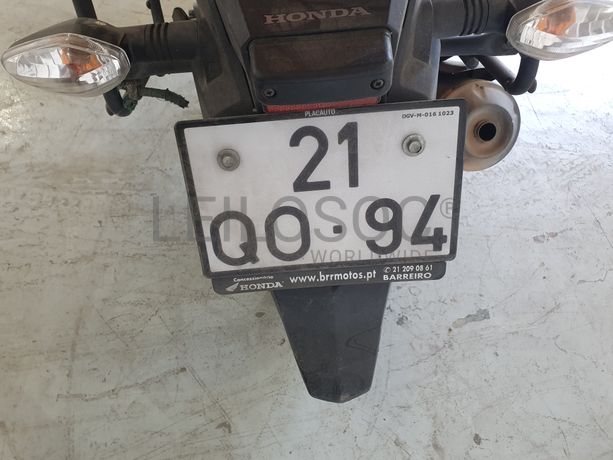 HONDA
PLACAUTO
DGV-M-016 1023
21
QO·94
LEILOSOC®
WORLDWIDE
Concessionário
HONDA
www.brrmotos.pt
✆ 21 209 08 61
BARREIRO